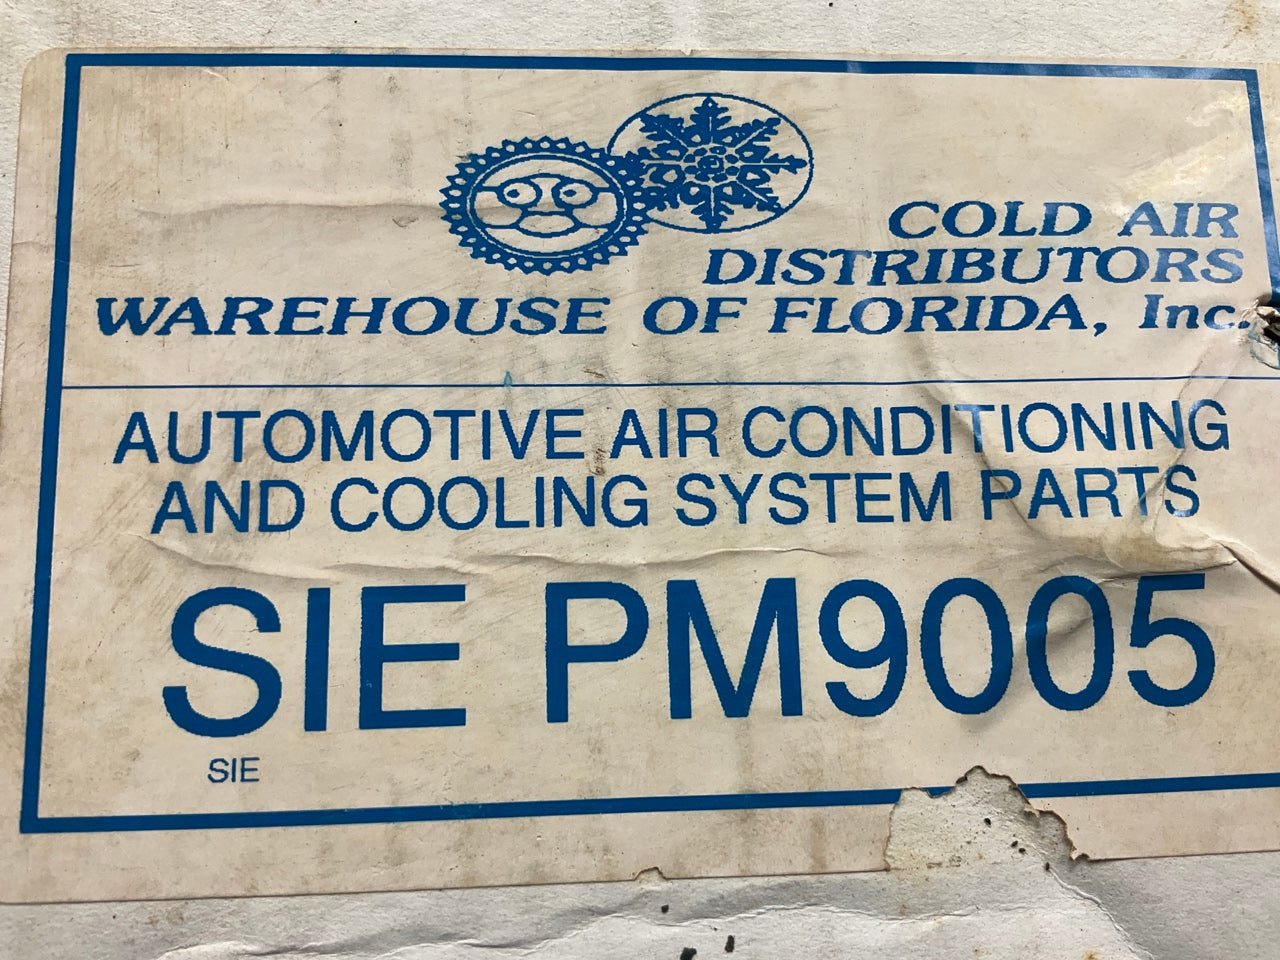 COLD AIR
DISTRIBUTORS
WAREHOUSE OF FLORIDA, Inc.
AUTOMOTIVE AIR CONDITIONING
AND COOLING SYSTEM PARTS
SIE PM9005
SIE